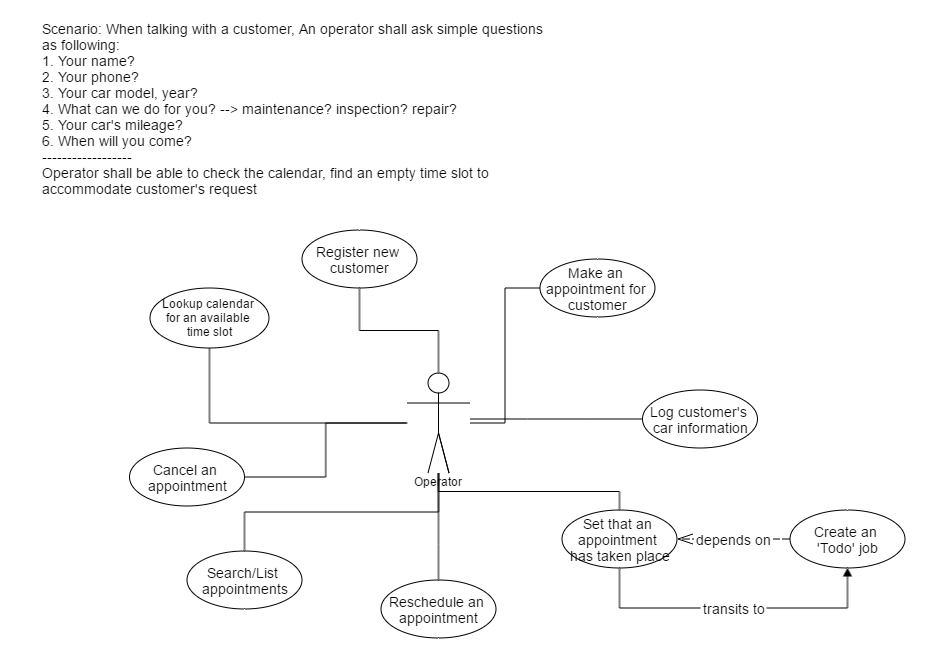 Scenario: When talking with a customer, An operator shall ask simple questions
as following:
1. Your name?
2. Your phone?
3. Your car model, year?
4. What can we do for you? --> maintenance? inspection? repair?
5. Your car's mileage?
6. When will you come?
------------------
Operator shall be able to check the calendar, find an empty time slot to
accommodate customer's request
Register new
customer
Make an
appointment for
customer
Lookup calendar
for an available
time slot
Log customer's
car information
Cancel an
appointment
Operator
Set that an
appointment
has taken place
depends on
Create an
'Todo' job
Search/List
appointments
Reschedule an
appointment
transits to